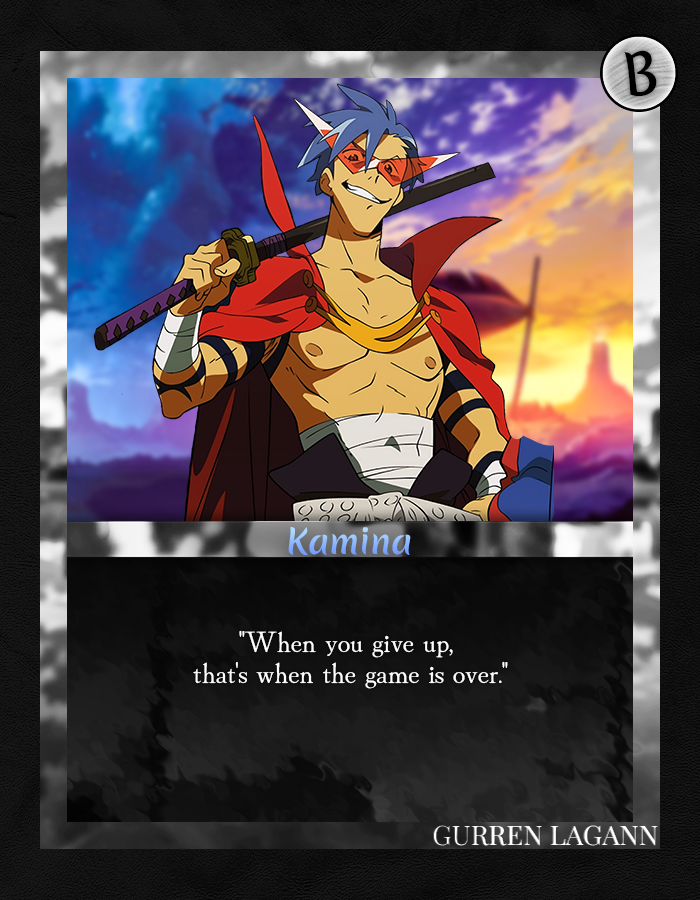 B
Kamina
"When you give up,
that's when the game is over."
GURREN LAGANN